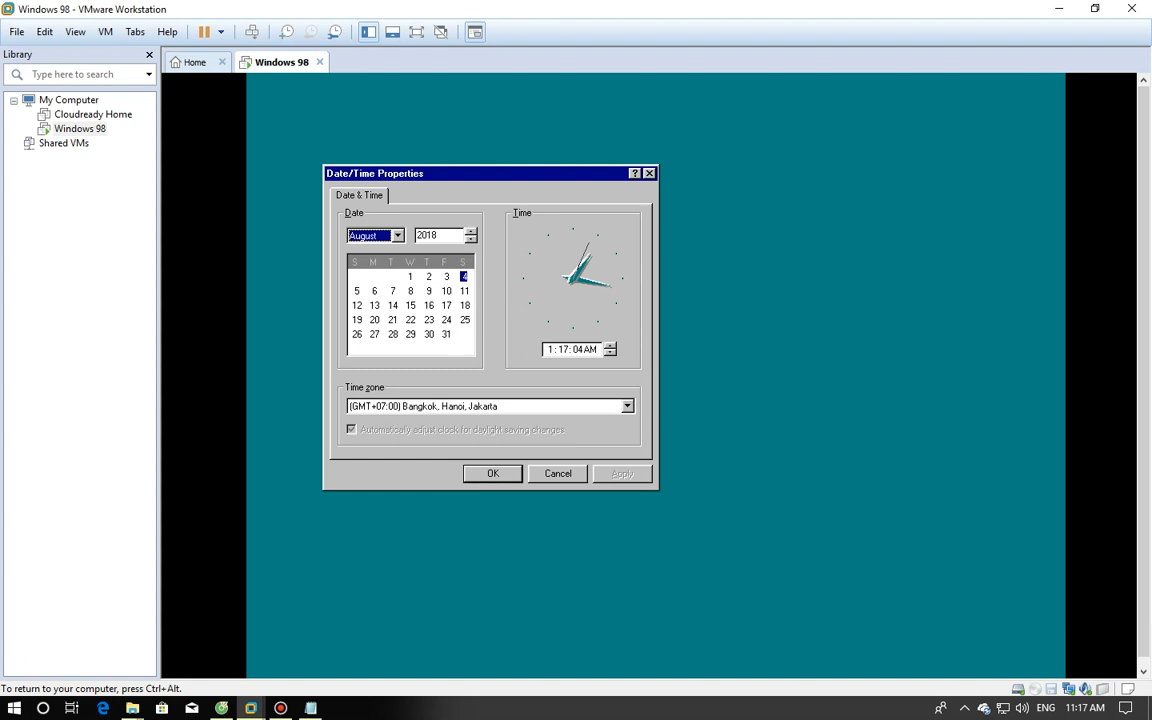 Windows 98 - VMware Workstation
File Edit View VM Tabs Help
Library
Type here to search
Home
Windows 98
My Computer
Cloudready Home
Windows 98
Shared VMs
Date/Time Properties
Date & Time
Date
August
2018
S M T W T F S
1 2 3 4
5 6 7 8 9 10 11
12 13 14 15 16 17 18
19 20 21 22 23 24 25
26 27 28 29 30 31
Time
1:17:04 AM
Time zone
(GMT+07:00) Bangkok, Hanoi, Jakarta
Automatically adjust clock for daylight saving changes
OK Cancel Apply
To return to your computer, press Ctrl+Alt.
ENG 11:17 AM